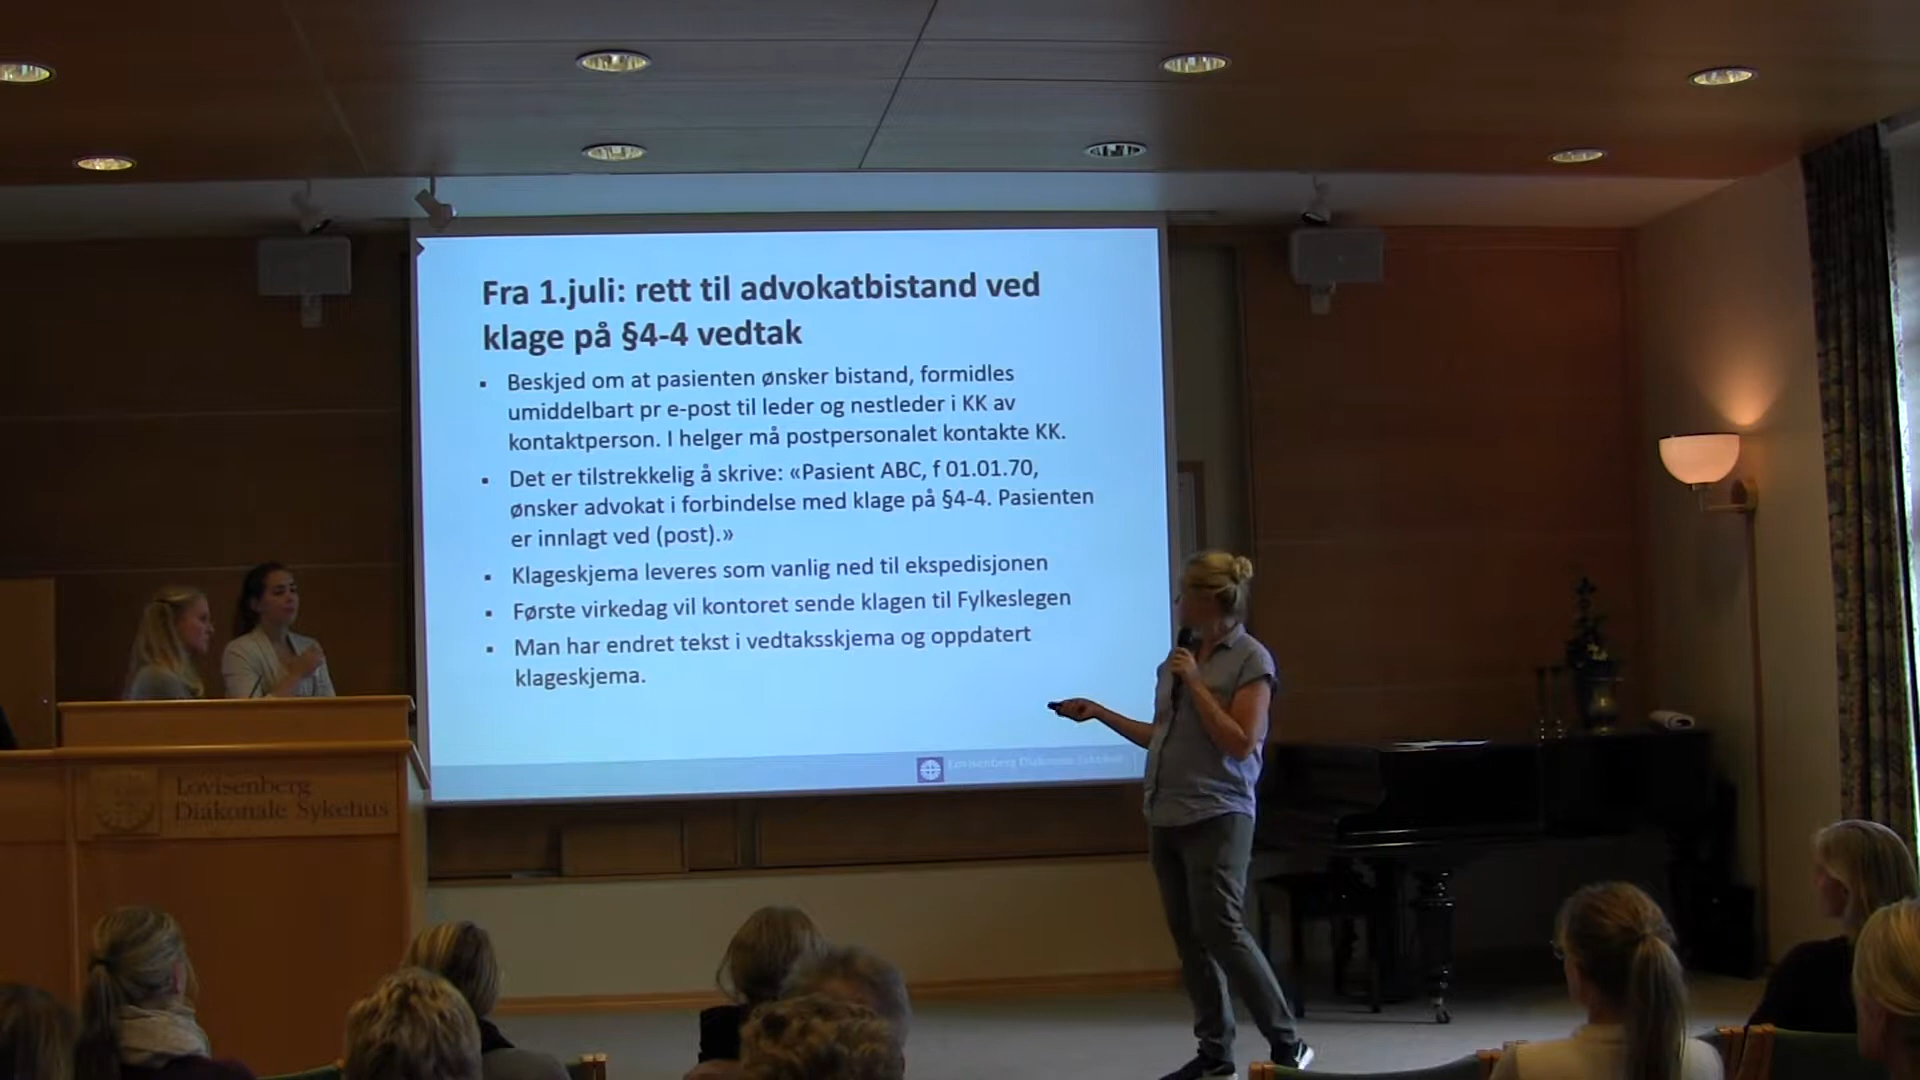 Fra 1.juli: rett til advokatbistand ved
klage på §4-4 vedtak
▪ Beskjed om at pasienten ønsker bistand, formidles
umiddelbart pr e-post til leder og nestleder i KK av
kontaktperson. I helger må postpersonalet kontakte KK.
▪ Det er tilstrekkelig å skrive: «Pasient ABC, f 01.01.70,
ønsker advokat i forbindelse med klage på §4-4. Pasienten
er innlagt ved (post).»
▪ Klageskjema leveres som vanlig ned til ekspedisjonen
▪ Første virkedag vil kontoret sende klagen til Fylkeslegen
▪ Man har endret tekst i vedtaksskjema og oppdatert
klageskjema.
Lovisenberg Diakonale Sykehus
Lovisenberg
Diakonale Sykehus